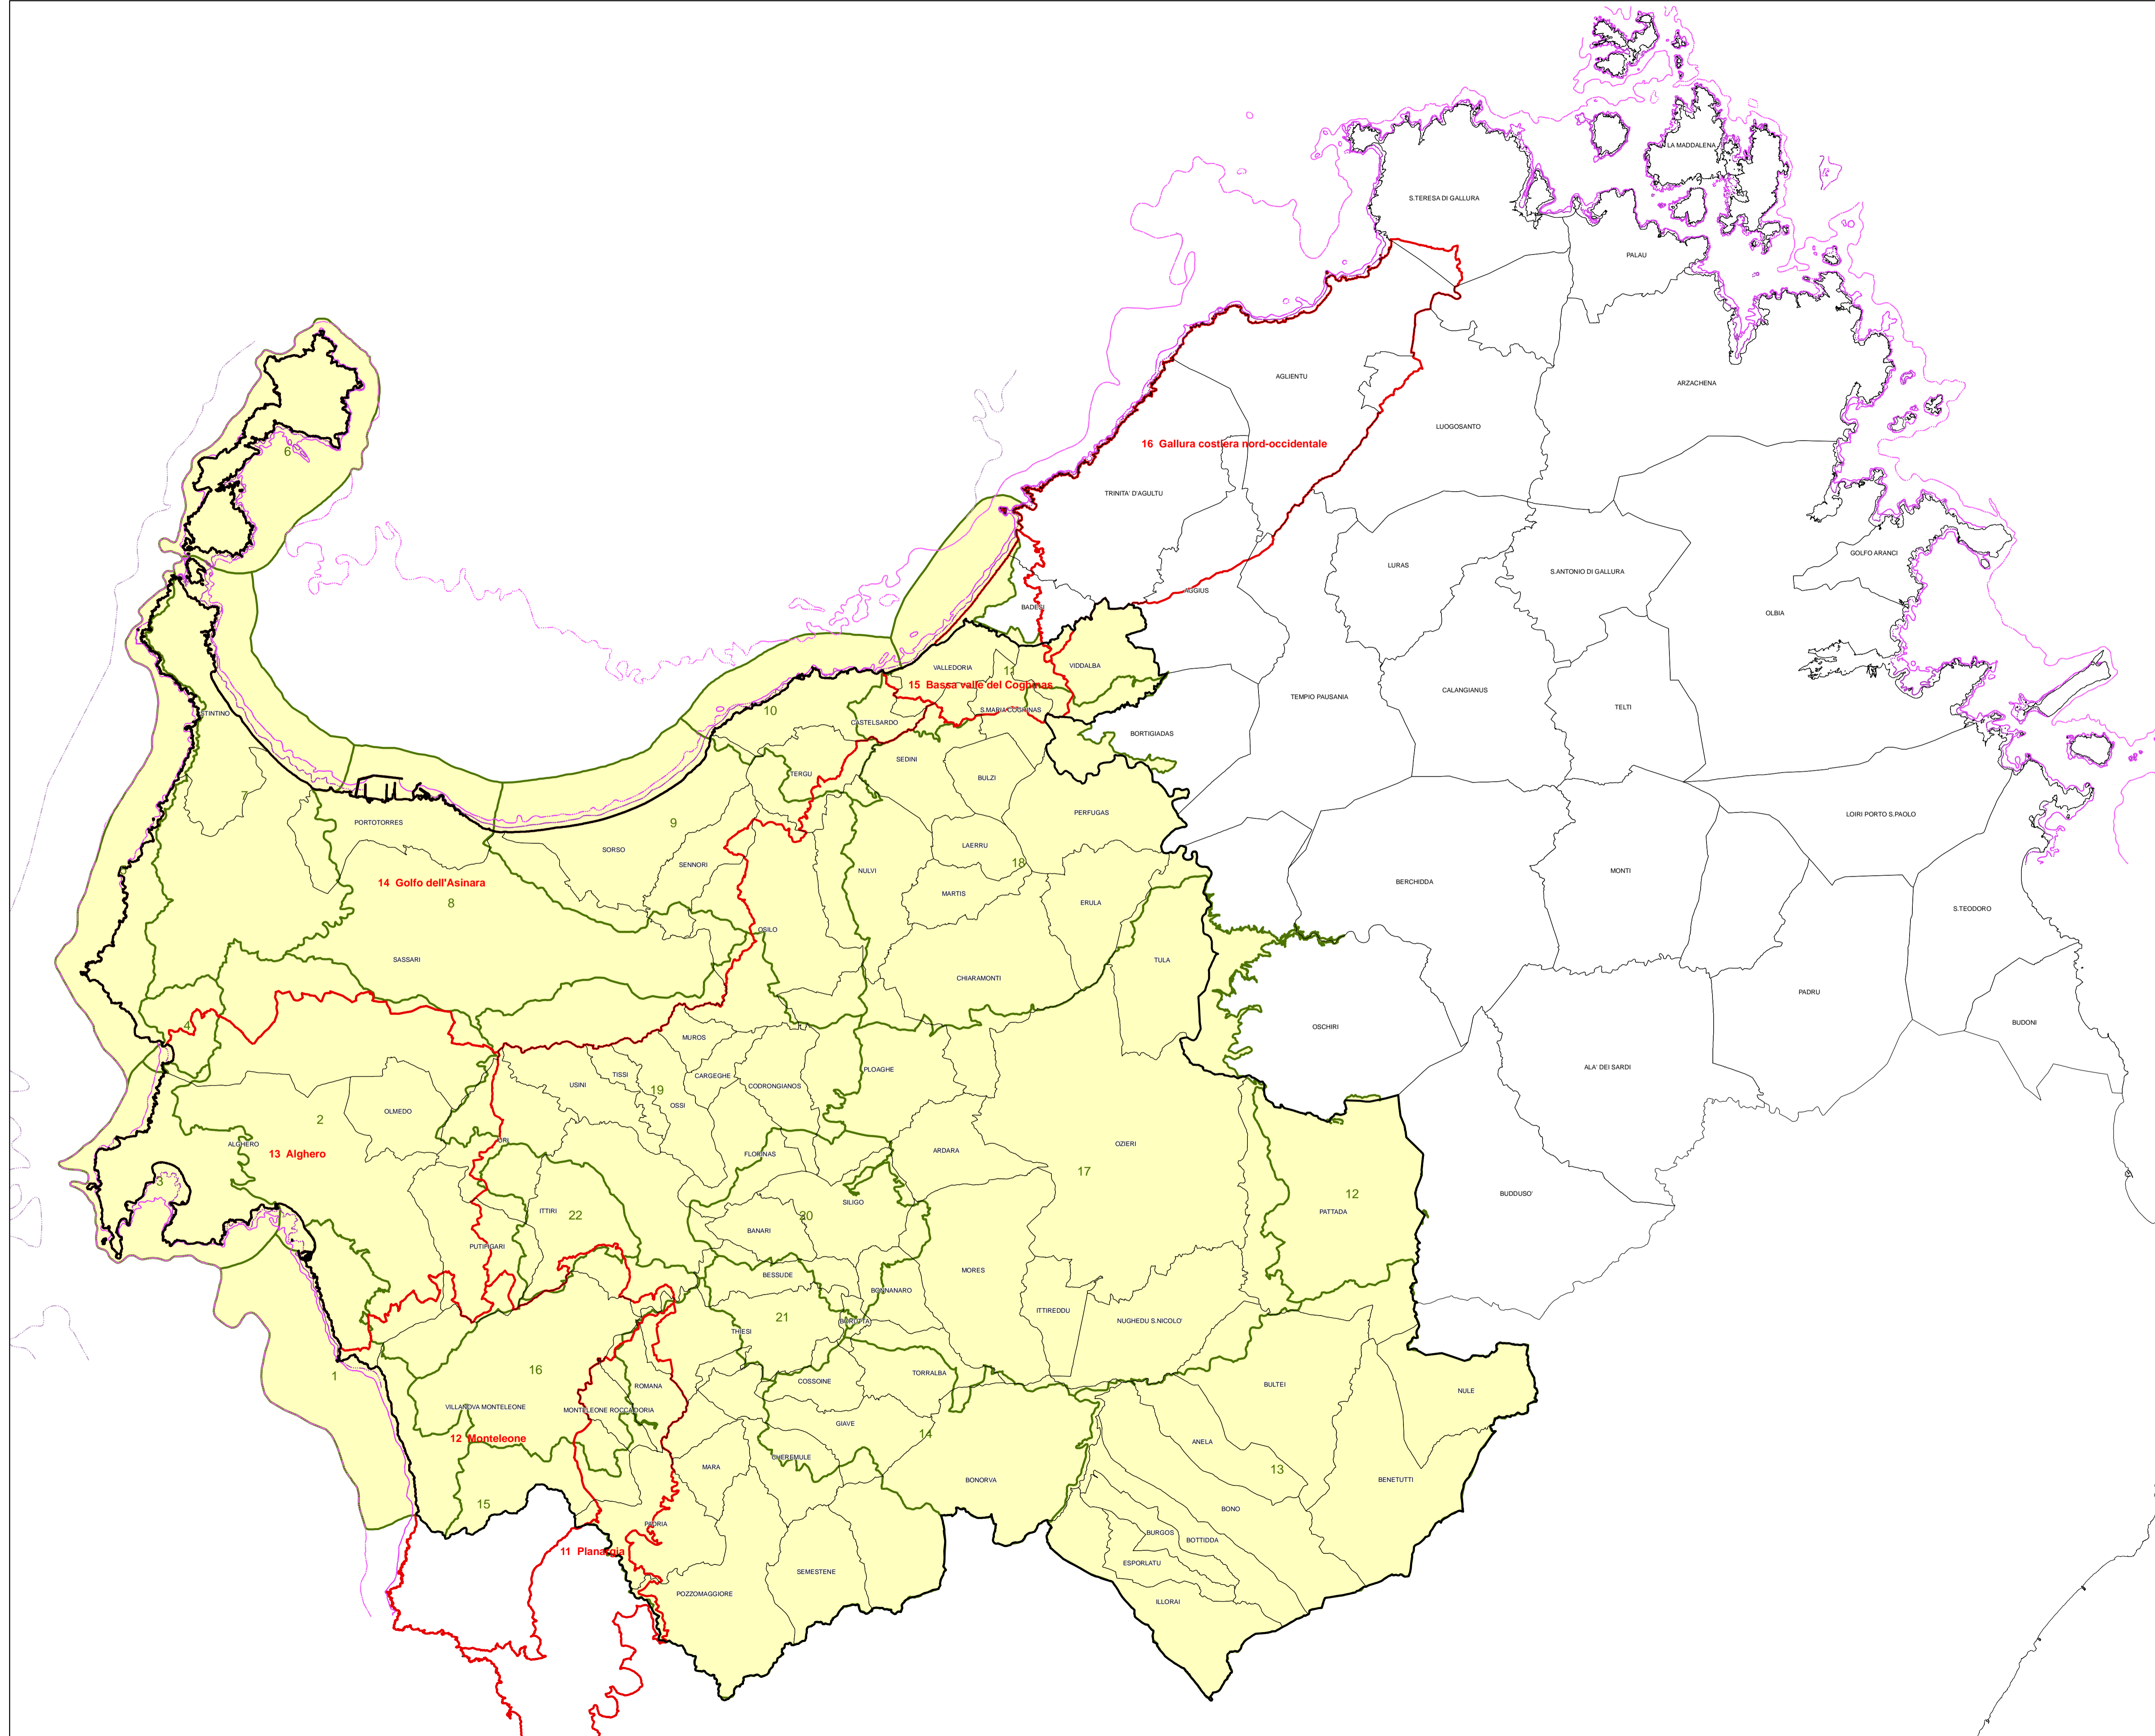 LA MADDALENA
S.TERESA DI GALLURA
PALAU
AGLIENTU
ARZACHENA
LUOGOSANTO
16 Gallura costiera nord-occidentale
6
TRINITA' D'AGULTU
GOLFO ARANCI
LURAS
S.ANTONIO DI GALLURA
AGGIUS
BADESI
OLBIA
VALLEDORIA
11
VIDDALBA
15 Bassa valle del Coghinas
CALANGIANUS
TEMPIO PAUSANIA
TELTI
10
S.MARIA COGHINAS
STINTINO
CASTELSARDO
BORTIGIADAS
SEDINI
TERGU
BULZI
7
PORTOTORRES
9
PERFUGAS
LOIRI PORTO S.PAOLO
SORSO
LAERRU
SENNORI
18
NULVI
MONTI
14 Golfo dell'Asinara
BERCHIDDA
MARTIS
8
ERULA
S.TEODORO
OSILO
SASSARI
TULA
CHIARAMONTI
PADRU
4
OSCHIRI
BUDONI
MUROS
ALA' DEI SARDI
PLOAGHE
TISSI
CARGEGHE
USINI
19
CODRONGIANOS
OSSI
OLMEDO
2
URI
ALGHERO
OZIERI
13 Alghero
FLORINAS
ARDARA
17
3
12
BUDDUSO'
SILIGO
ITTIRI
22
20
PATTADA
BANARI
PUTIFIGARI
MORES
BESSUDE
BONNANARO
ITTIREDDU
21
NUGHEDU S.NICOLO'
BORUTTA
THIESI
16
1
TORRALBA
COSSOINE
ROMANA
BULTEI
NULE
VILLANOVA MONTELEONE
MONTELEONE ROCCADORIA
GIAVE
14
12 Monteleone
ANELA
CHEREMULE
MARA
13
BONORVA
BENETUTTI
15
BONO
PADRIA
BURGOS
BOTTIDDA
11 Planargia
ESPORLATU
SEMESTENE
POZZOMAGGIORE
ILLORAI